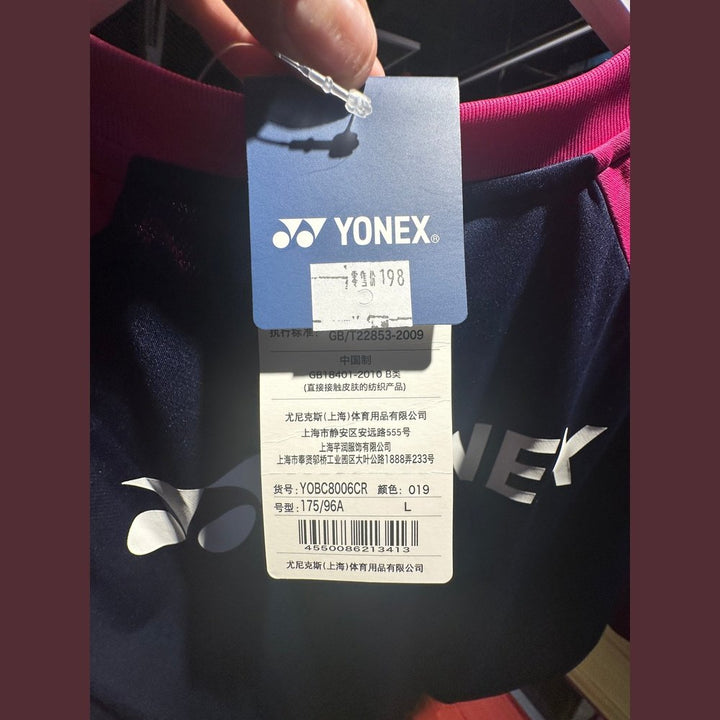 YONEX®
零售价 198
执行标准: GB/T22853-2009
中国制
GB18401-2010 B类
(直接接触皮肤的纺织产品)
尤尼克斯(上海)体育用品有限公司
上海市静安区安远路555号
上海芊润服饰有限公司
上海市奉贤邬桥工业园区大叶公路1888弄233号
货号: YOBC8006CR 颜色: 019
号型: 175/96A L
4550086213413
尤尼克斯(上海)体育用品有限公司
YONEX